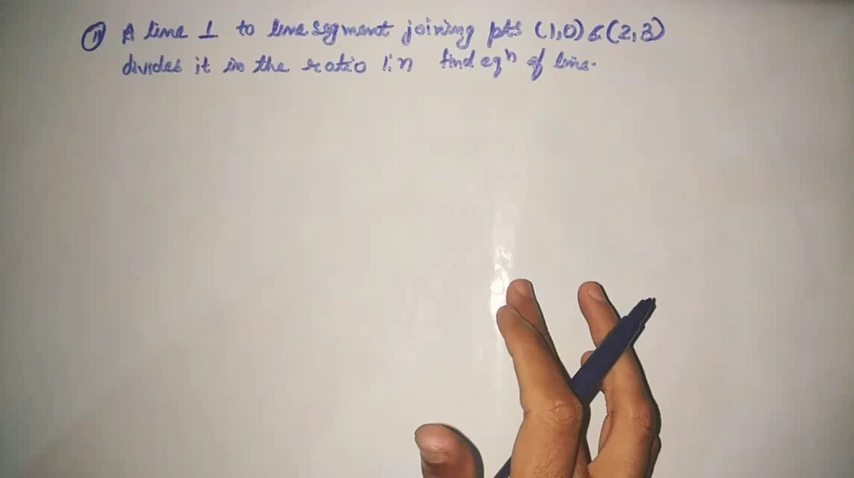 11 A line ⊥ to line segment joining pts (1,0) & (2,3)
divides it in the ratio 1:n find eqⁿ of line.